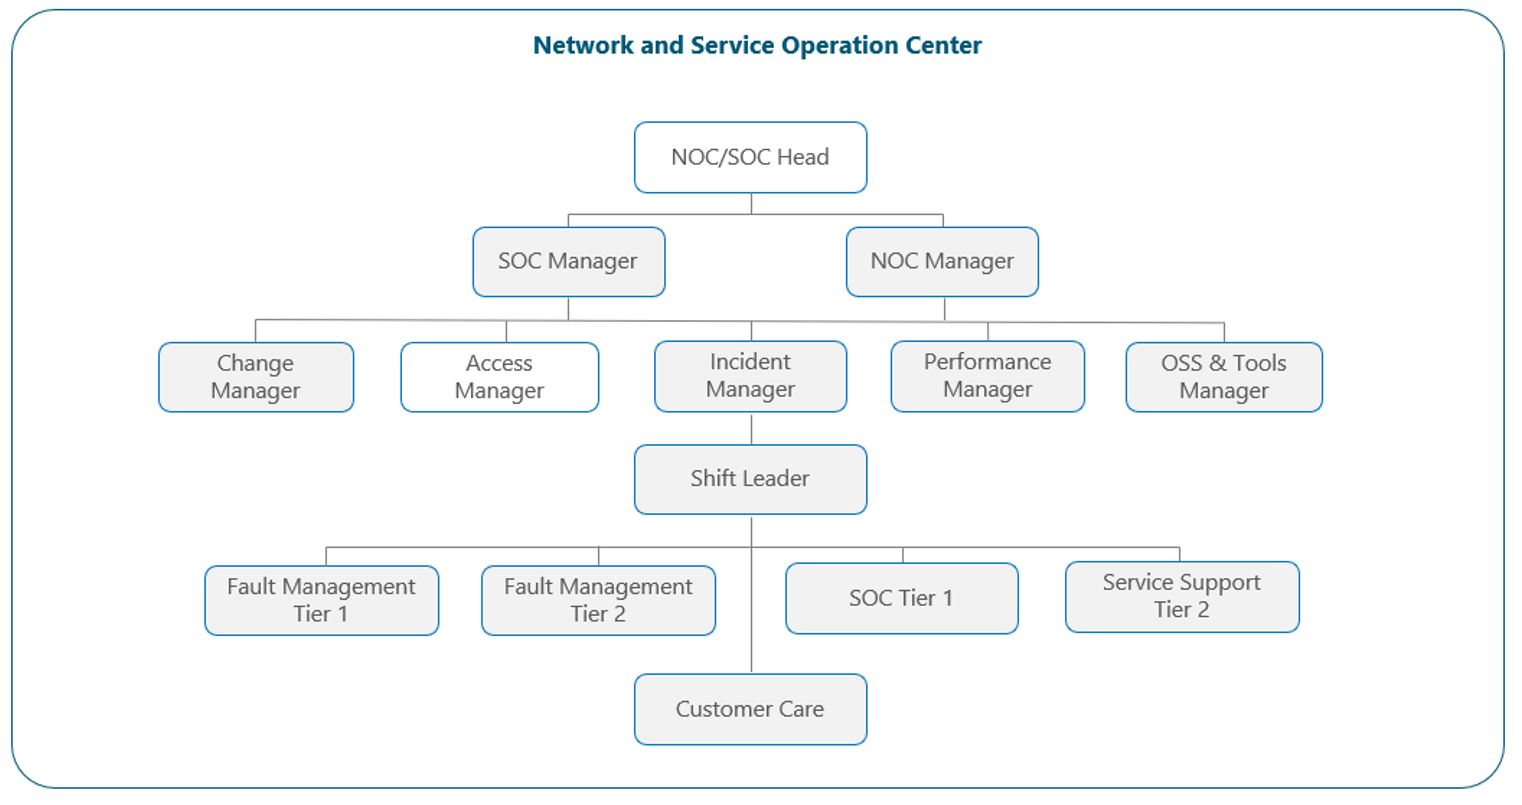 Network and Service Operation Center
NOC/SOC Head
SOC Manager
NOC Manager
Change
Manager
Access
Manager
Incident
Manager
Performance
Manager
OSS & Tools
Manager
Shift Leader
Fault Management
Tier 1
Fault Management
Tier 2
SOC Tier 1
Service Support
Tier 2
Customer Care